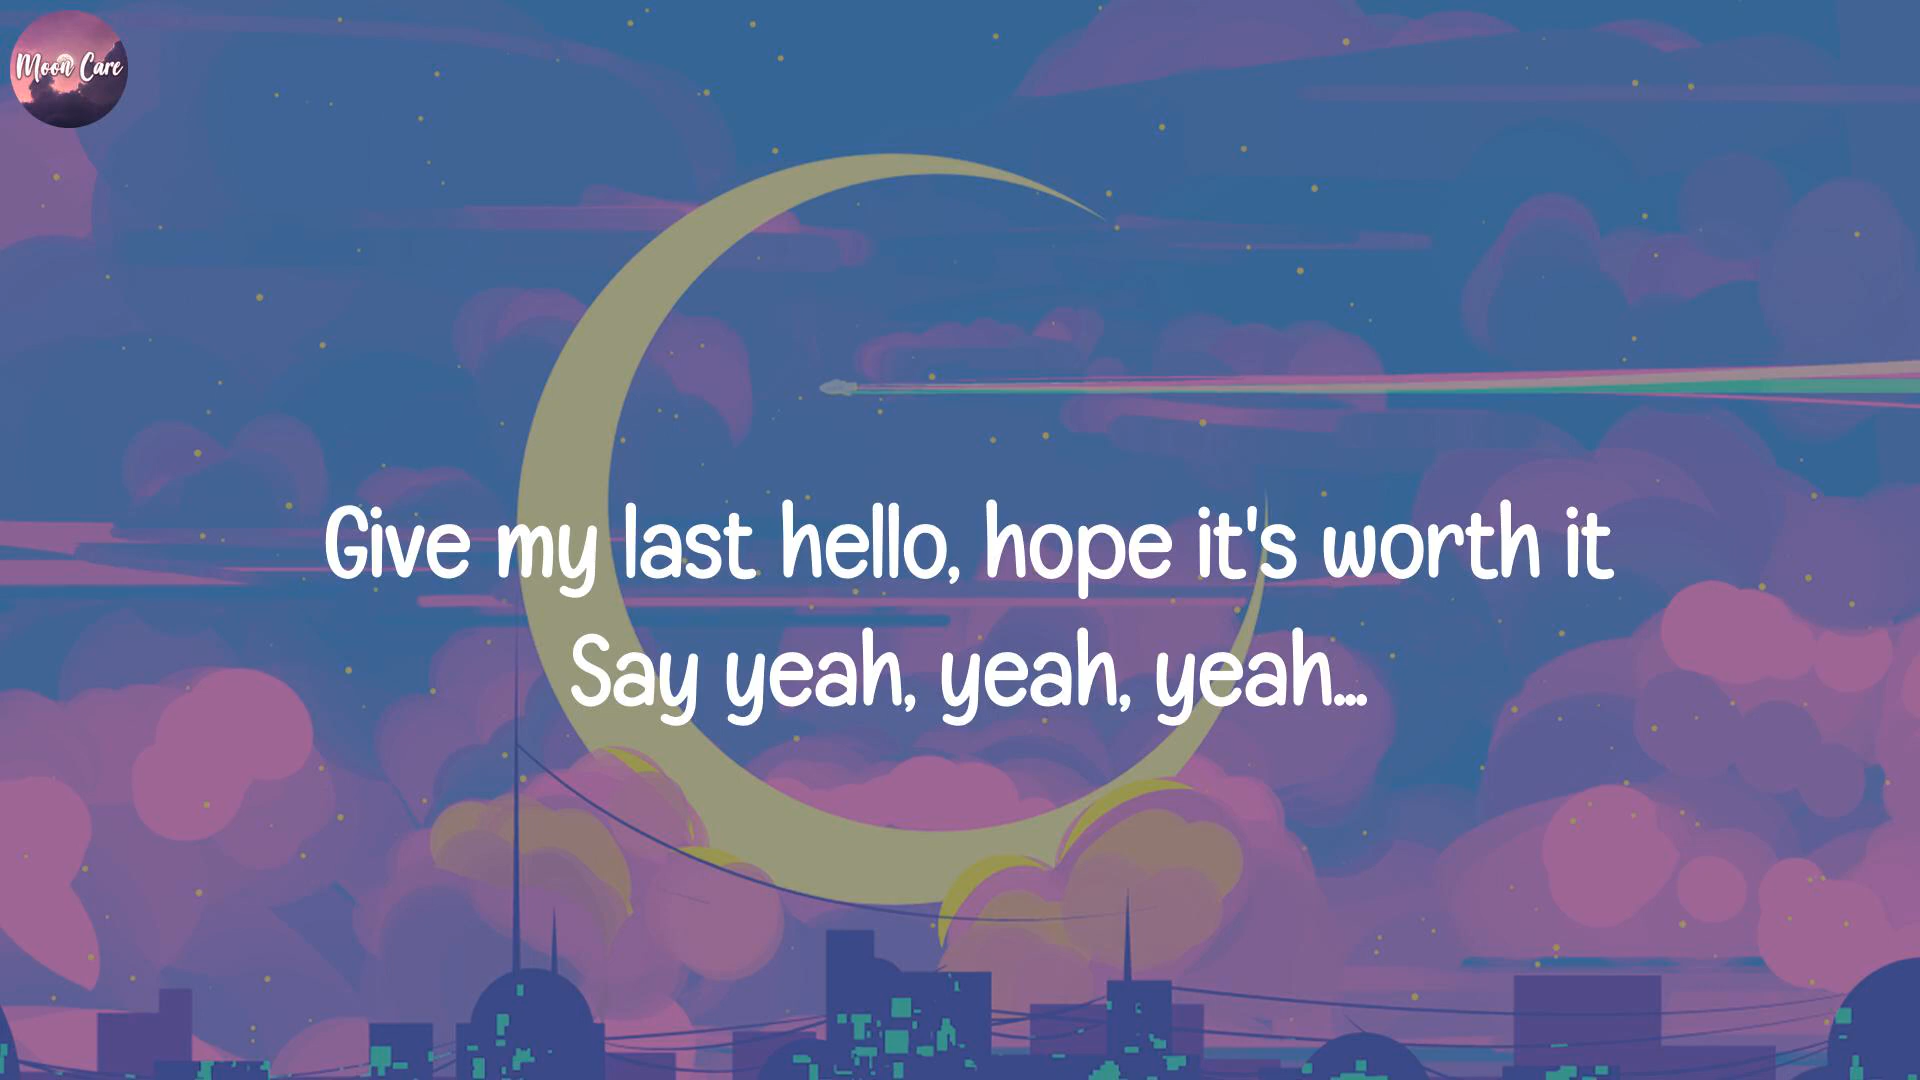 Moon Care
Give my last hello, hope it's worth it
Say yeah, yeah, yeah...